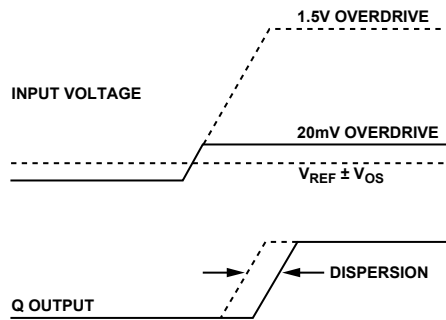 1.5V OVERDRIVE
INPUT VOLTAGE
20mV OVERDRIVE
VREF ± VOS
DISPERSION
Q OUTPUT